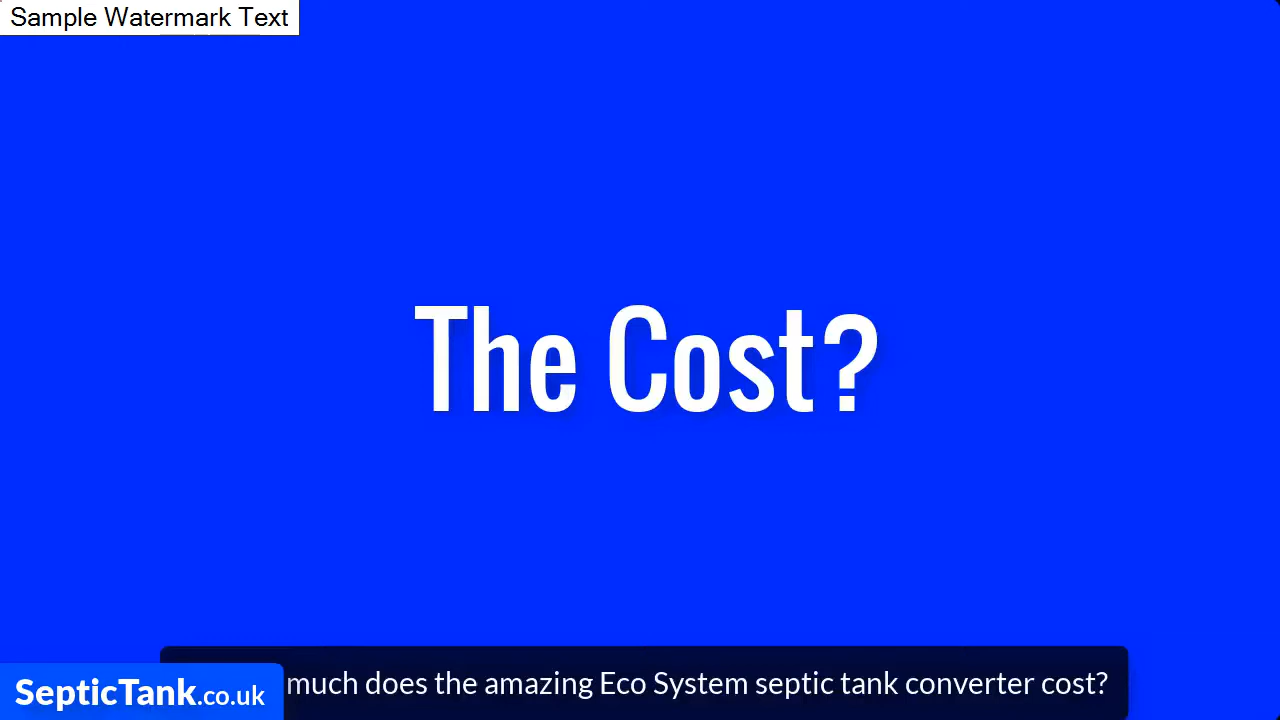 Sample Watermark Text
The Cost?
much does the amazing Eco System septic tank converter cost?
SepticTank.co.uk